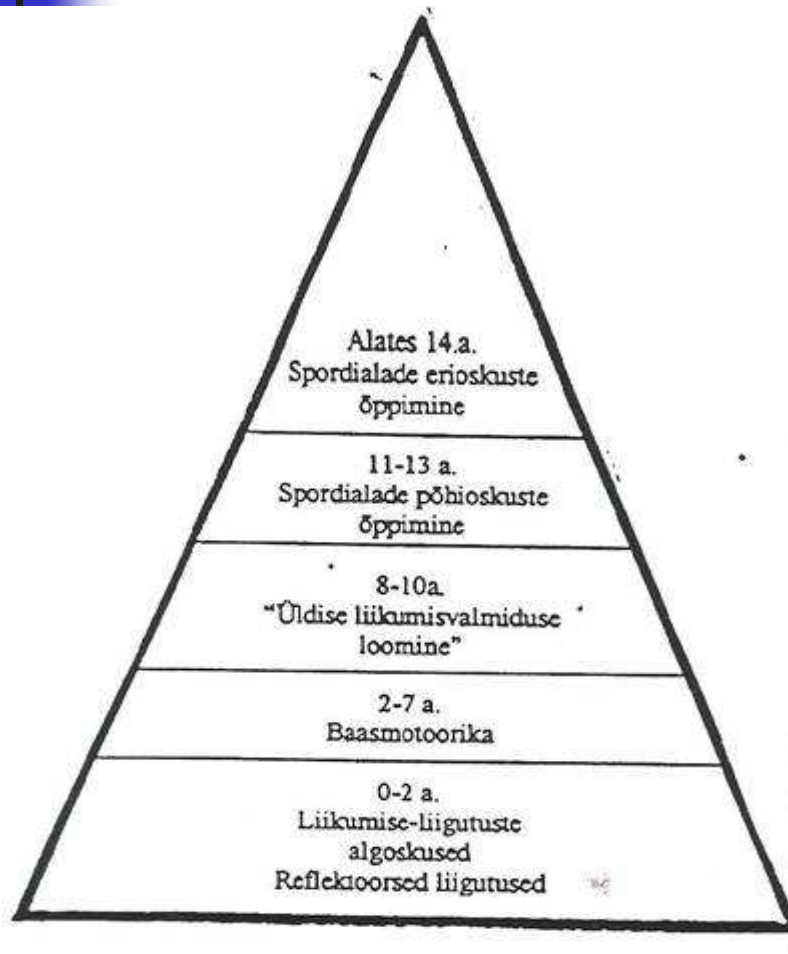 Alates 14.a.
Spordialade erioskuste
õppimine
11-13 a.
Spordialade põhioskuste
õppimine
8-10a.
"Üldise liikumisvalmiduse
loomine"
2-7 a.
Baasmotoorika
0-2 a.
Liikumise-liigutuste
algoskused
Reflektoorsed liigutused